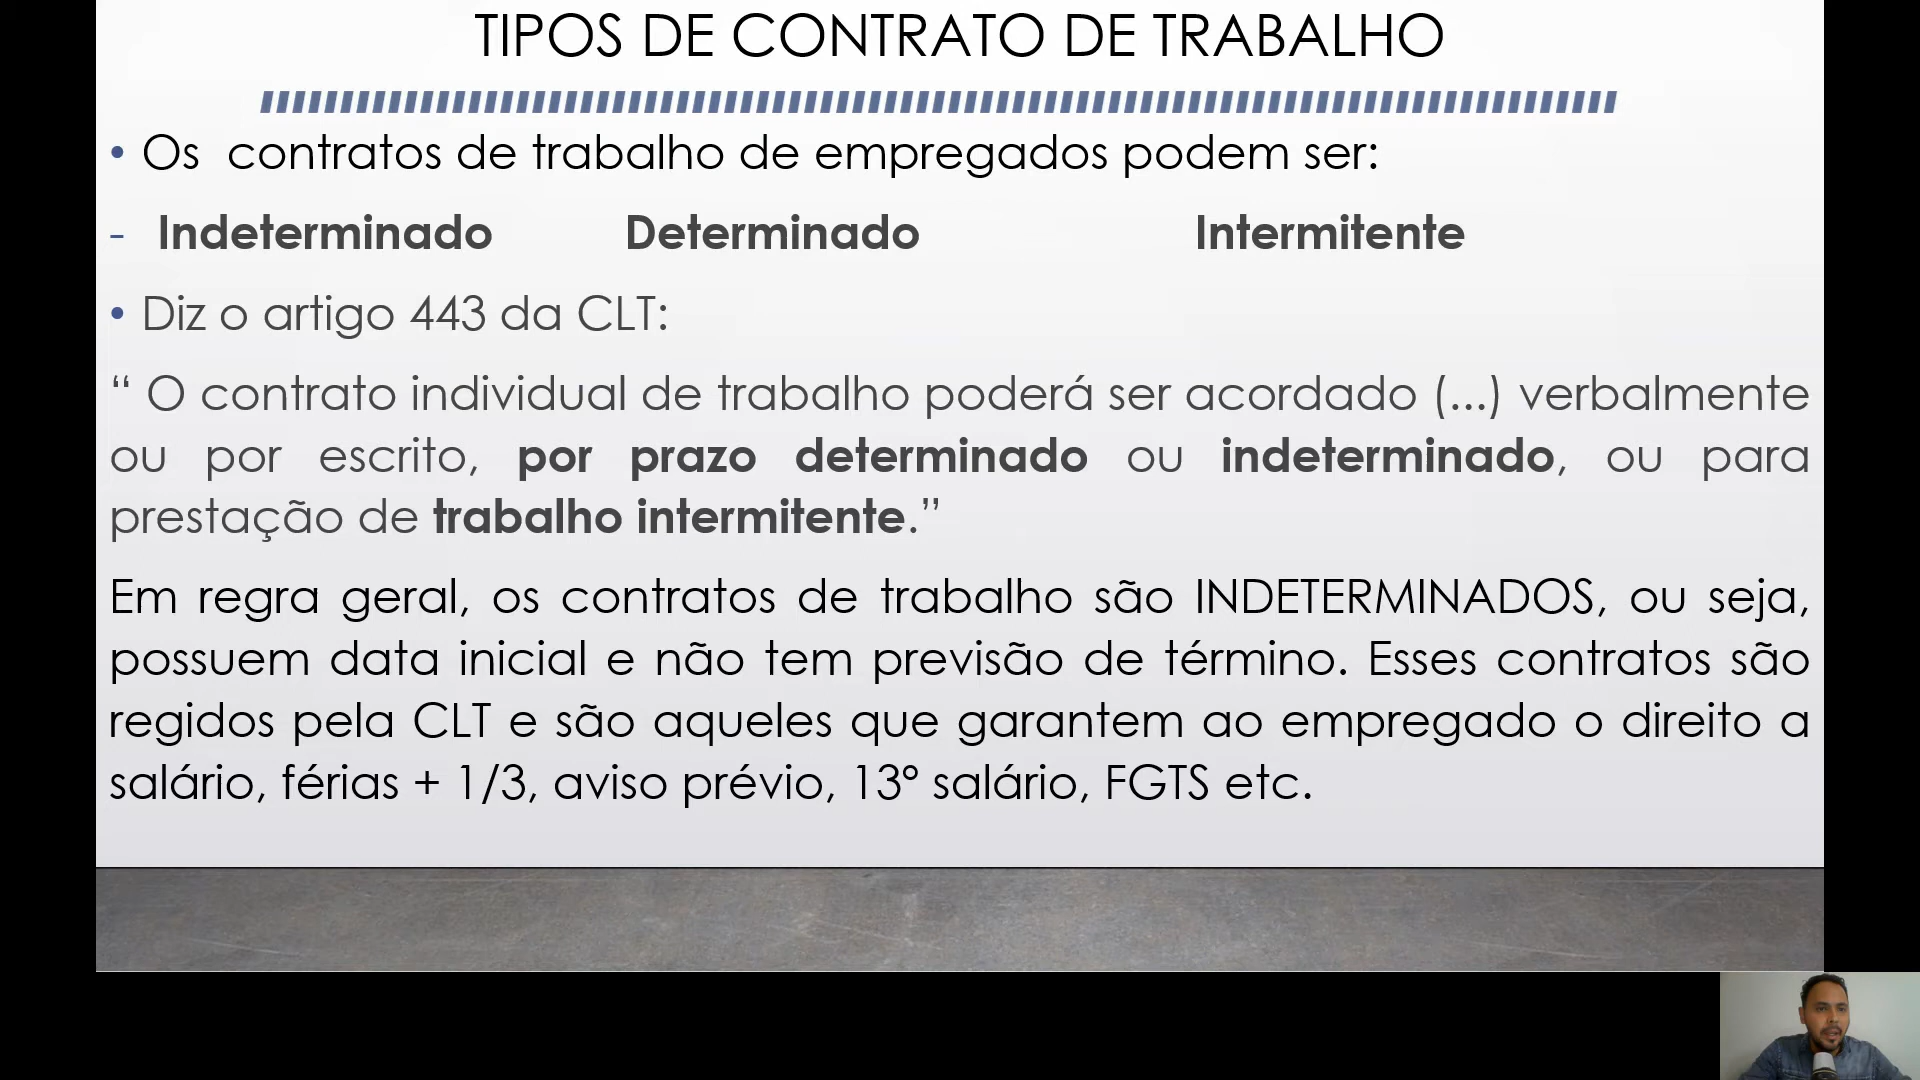 TIPOS DE CONTRATO DE TRABALHO
• Os contratos de trabalho de empregados podem ser:
- Indeterminado Determinado Intermitente
• Diz o artigo 443 da CLT:
“ O contrato individual de trabalho poderá ser acordado (...) verbalmente
ou por escrito, por prazo determinado ou indeterminado, ou para
prestação de trabalho intermitente.”
Em regra geral, os contratos de trabalho são INDETERMINADOS, ou seja,
possuem data inicial e não tem previsão de término. Esses contratos são
regidos pela CLT e são aqueles que garantem ao empregado o direito a
salário, férias + 1/3, aviso prévio, 13º salário, FGTS etc.